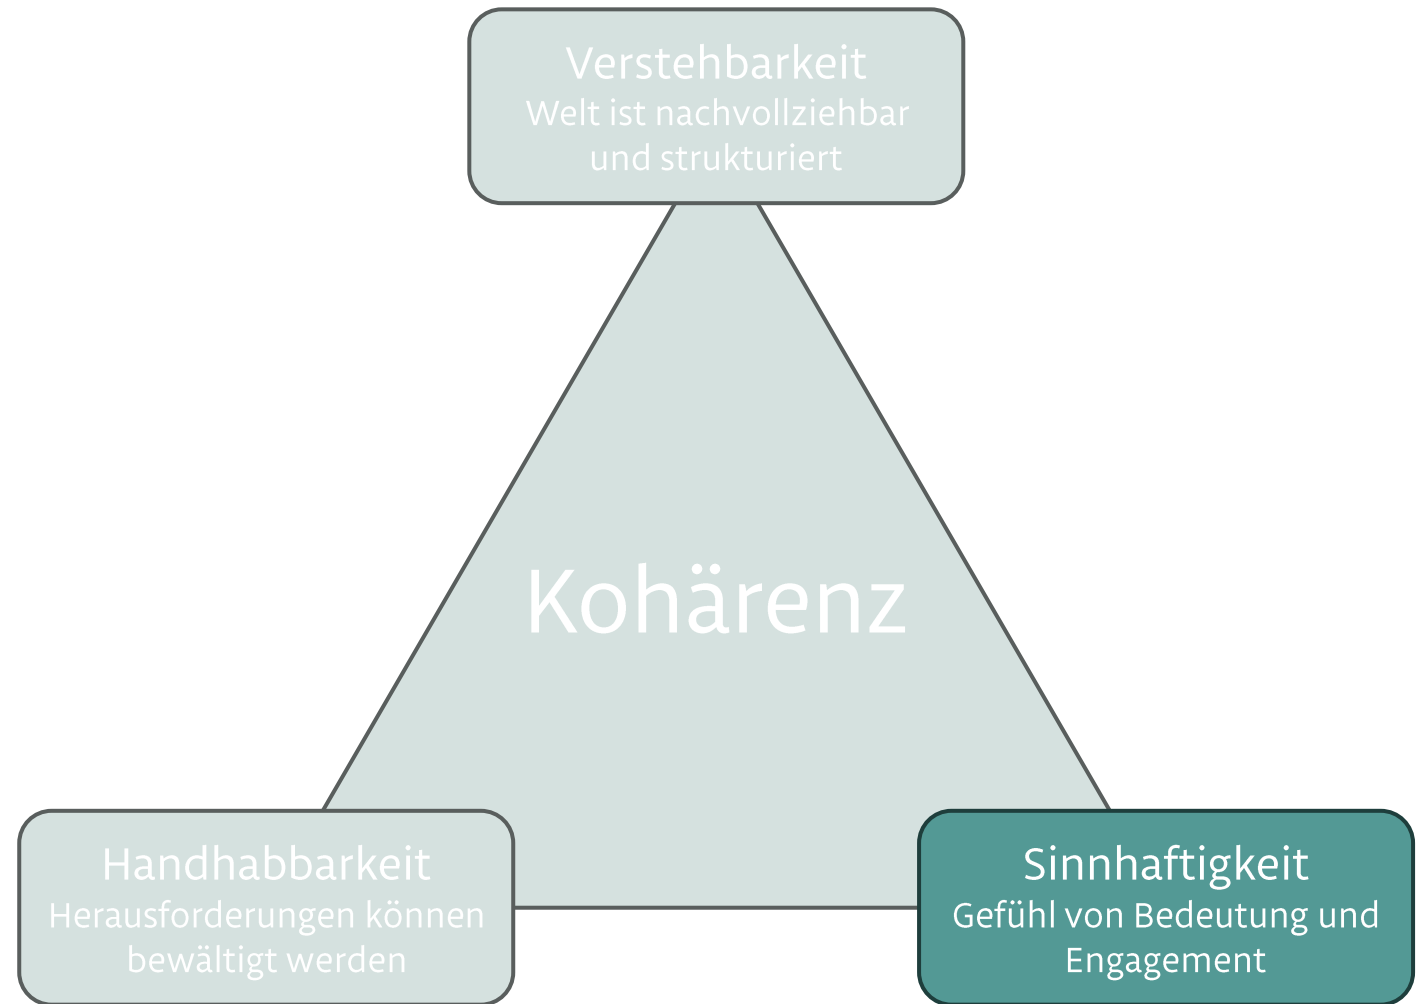 Verstehbarkeit
Welt ist nachvollziehbar
und strukturiert
Kohärenz
Handhabbarkeit
Herausforderungen können
bewältigt werden
Sinnhaftigkeit
Gefühl von Bedeutung und
Engagement